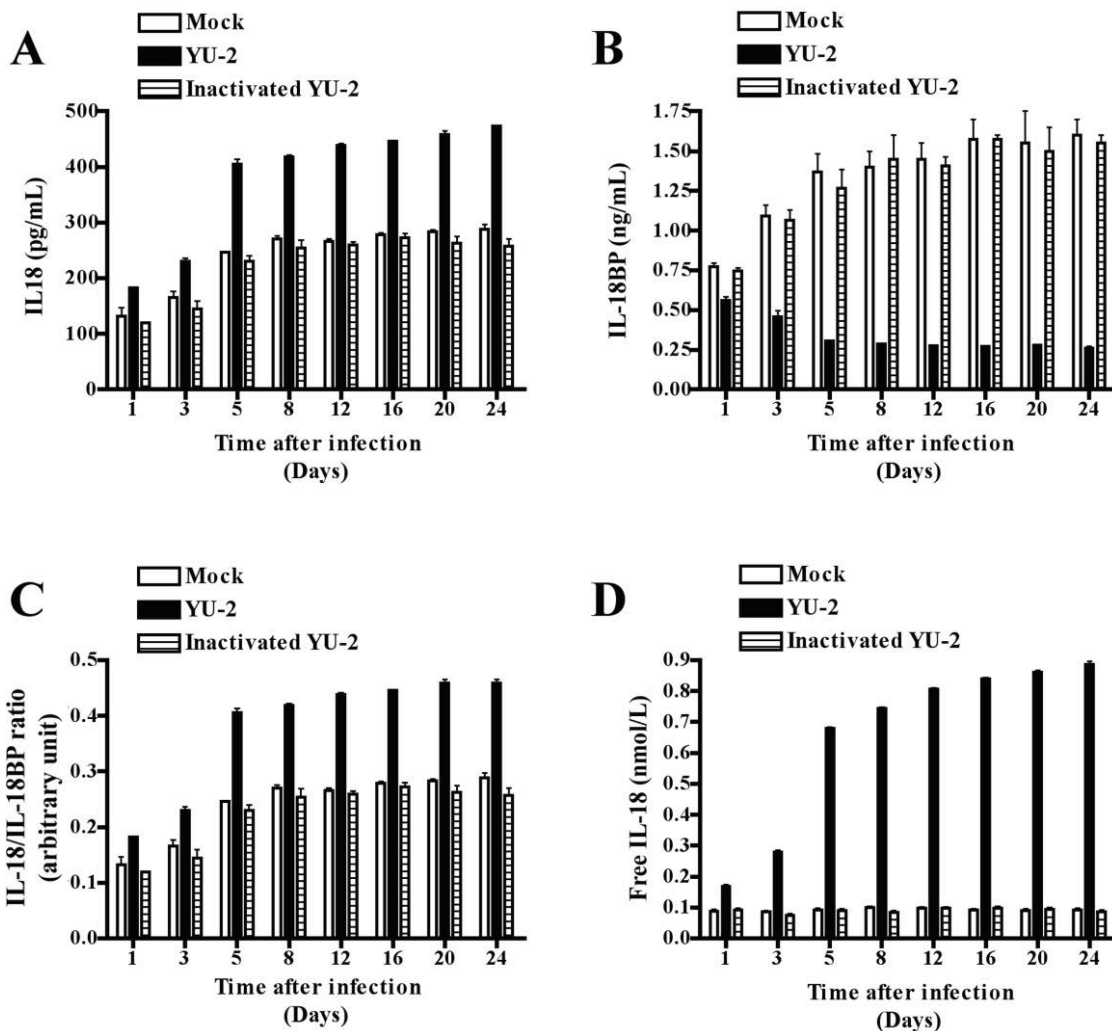 A
Mock
YU-2
Inactivated YU-2
IL18 (pg/mL)
500
400
300
200
100
0
1 3 5 8 12 16 20 24
Time after infection
(Days)
B
Mock
YU-2
Inactivated YU-2
IL-18BP (ng/mL)
1.75
1.50
1.25
1.00
0.75
0.50
0.25
0.00
1 3 5 8 12 16 20 24
Time after infection
(Days)
C
Mock
YU-2
Inactivated YU-2
IL-18/IL-18BP ratio
(arbitrary unit)
0.5
0.4
0.3
0.2
0.1
0.0
1 3 5 8 12 16 20 24
Time after infection
(Days)
D
Mock
YU-2
Inactivated YU-2
Free IL-18 (nmol/L)
0.9
0.8
0.7
0.6
0.5
0.4
0.3
0.2
0.1
0.0
1 3 5 8 12 16 20 24
Time after infection
(Days)